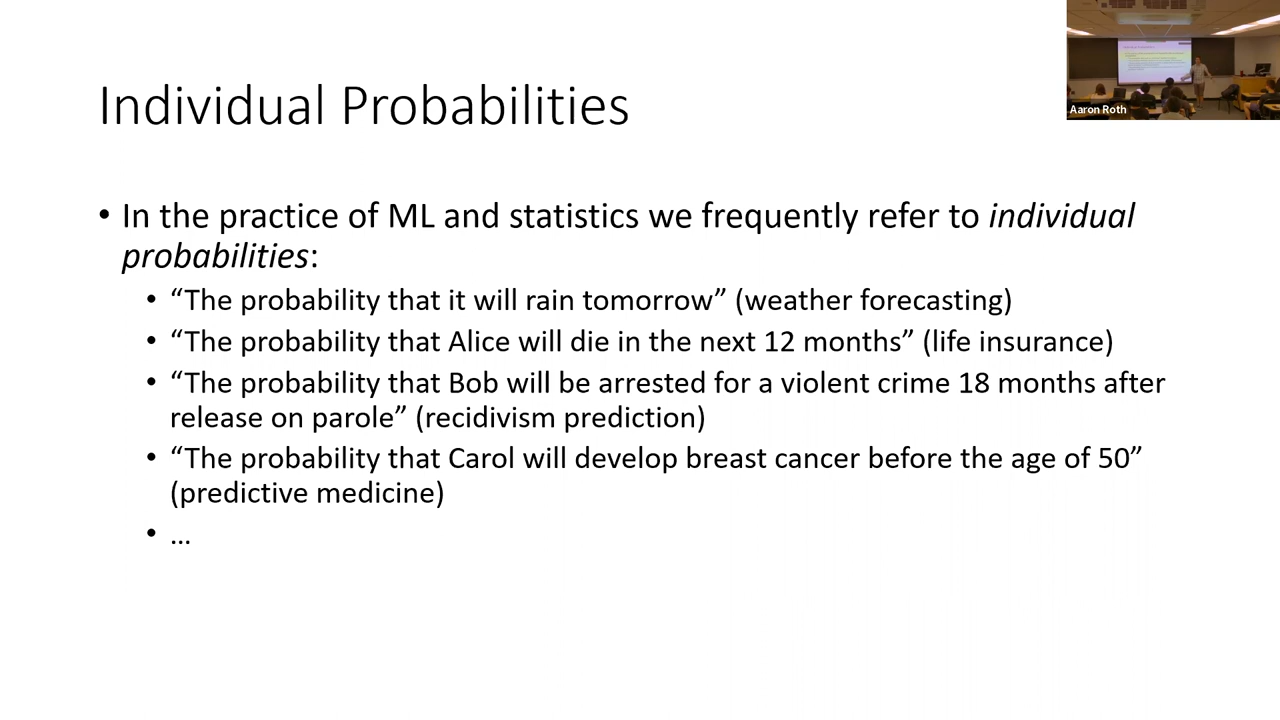 Aaron Roth
Individual Probabilities
• In the practice of ML and statistics we frequently refer to individual
probabilities:
• “The probability that it will rain tomorrow” (weather forecasting)
• “The probability that Alice will die in the next 12 months” (life insurance)
• “The probability that Bob will be arrested for a violent crime 18 months after
release on parole” (recidivism prediction)
• “The probability that Carol will develop breast cancer before the age of 50”
(predictive medicine)
• …